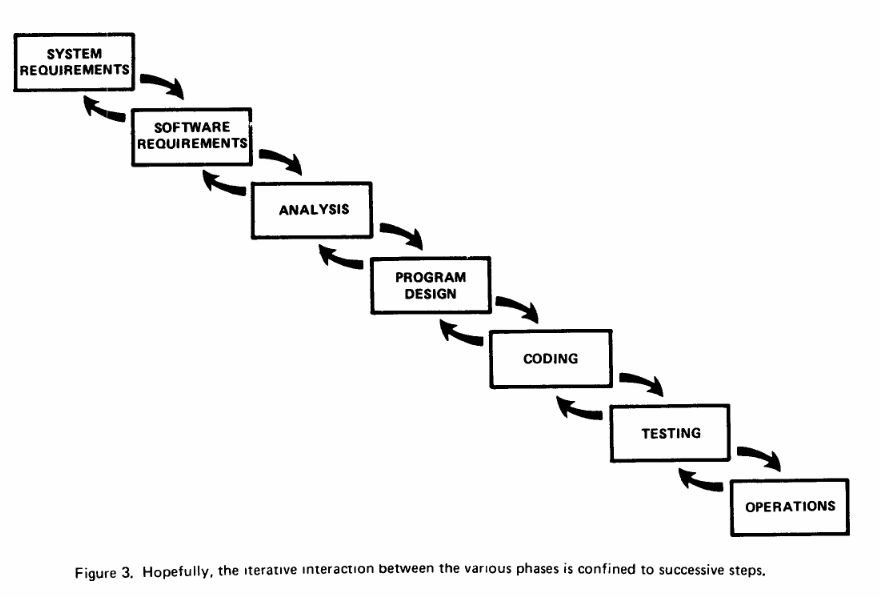 SYSTEM
REQUIREMENTS
SOFTWARE
REQUIREMENTS
ANALYSIS
PROGRAM
DESIGN
CODING
TESTING
OPERATIONS
Figure 3. Hopefully, the iterative interaction between the various phases is confined to successive steps.